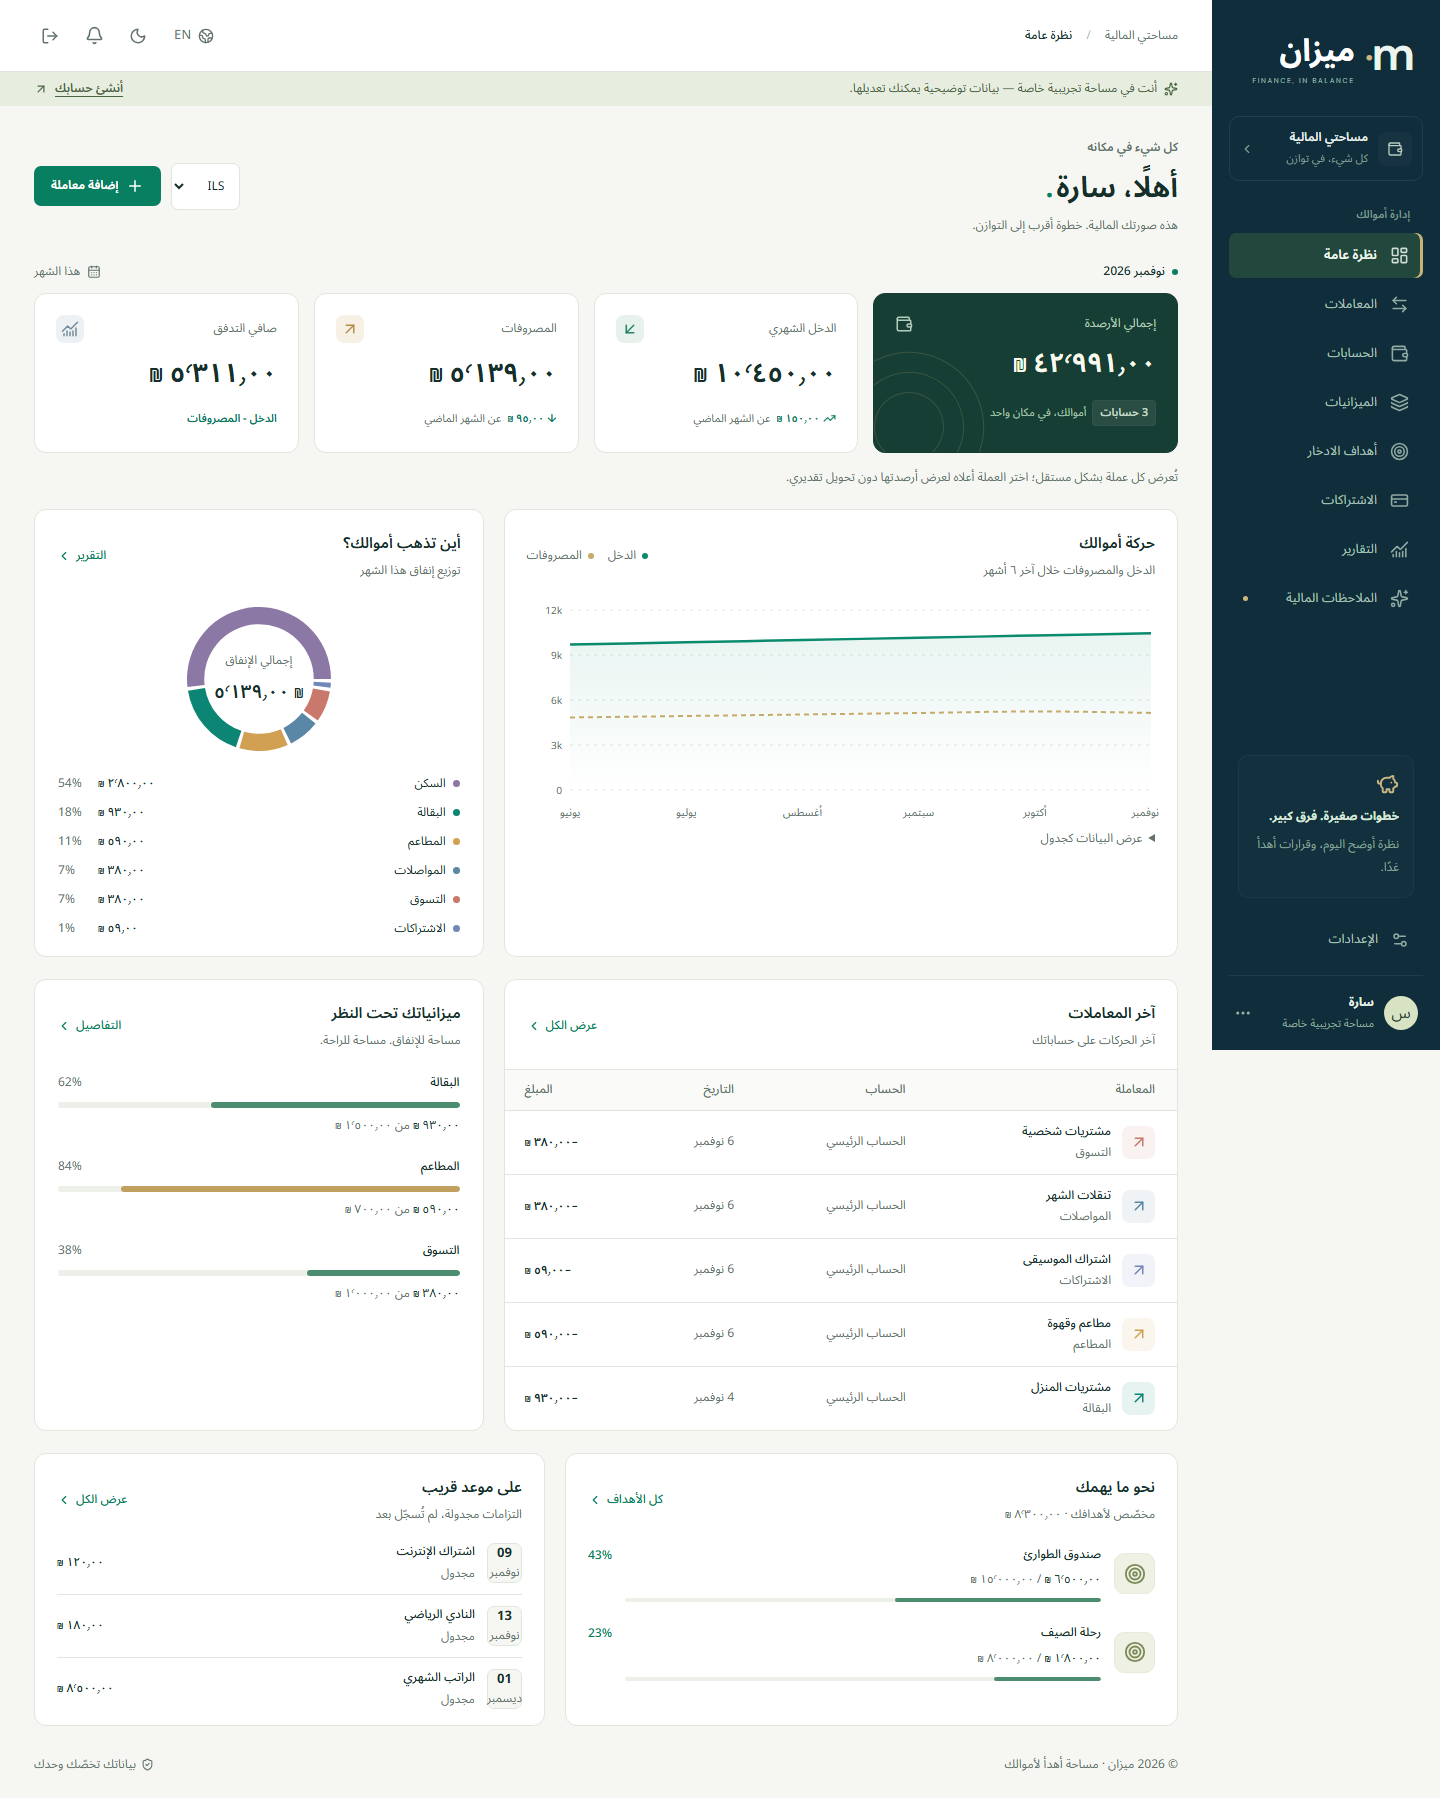 m.
ميزان
FINANCE, IN BALANCE
مساحتي المالية
كل شيء، في توازن
إدارة أموالك
نظرة عامة
المعاملات
الحسابات
الميزانيات
أهداف الادخار
الاشتراكات
التقارير
الملاحظات المالية
خطوات صغيرة. فرق كبير.
نظرة أوضح اليوم، وقرارات أهدأ
غدًا.
الإعدادات
س
سارة
مساحة تجريبية خاصة
مساحتي المالية / نظرة عامة
EN
أنت في مساحة تجريبية خاصة — بيانات توضيحية يمكنك تعديلها.
أنشئ حسابك
كل شيء في مكانه
أهلًا، سارة.
هذه صورتك المالية. خطوة أقرب إلى التوازن.
ILS
إضافة معاملة
نوفمبر 2026
هذا الشهر
إجمالي الأرصدة
٤٢٬٩٩١٫٠٠ ₪
3 حسابات أموالك، في مكان واحد
الدخل الشهري
١٠٬٤٥٠٫٠٠ ₪
١٥٠٫٠٠ ₪ عن الشهر الماضي
المصروفات
٥٬١٣٩٫٠٠ ₪
٩٥٫٠٠ ₪ عن الشهر الماضي
صافي التدفق
٥٬٣١١٫٠٠ ₪
الدخل - المصروفات
تُعرض كل عملة بشكل مستقل؛ اختر العملة أعلاه لعرض أرصدتها دون تحويل تقديري.
حركة أموالك
الدخل والمصروفات خلال آخر ٦ أشهر
الدخل
المصروفات
12k
9k
6k
3k
0
يونيو
يوليو
أغسطس
سبتمبر
أكتوبر
نوفمبر
عرض البيانات كجدول
أين تذهب أموالك؟
توزيع إنفاق هذا الشهر
التقرير
إجمالي الإنفاق
٥٬١٣٩٫٠٠ ₪
السكن ٢٬٨٠٠٫٠٠ ₪ 54%
البقالة ٩٣٠٫٠٠ ₪ 18%
المطاعم ٥٩٠٫٠٠ ₪ 11%
المواصلات ٣٨٠٫٠٠ ₪ 7%
التسوق ٣٨٠٫٠٠ ₪ 7%
الاشتراكات ٥٩٫٠٠ ₪ 1%
آخر المعاملات
آخر الحركات على حساباتك
عرض الكل
المعاملة الحساب التاريخ المبلغ
مشتريات شخصية
التسوق
الحساب الرئيسي 6 نوفمبر −٣٨٠٫٠٠ ₪
تنقلات الشهر
المواصلات
الحساب الرئيسي 6 نوفمبر −٣٨٠٫٠٠ ₪
اشتراك الموسيقى
الاشتراكات
الحساب الرئيسي 6 نوفمبر −٥٩٫٠٠ ₪
مطاعم وقهوة
المطاعم
الحساب الرئيسي 6 نوفمبر −٥٩٠٫٠٠ ₪
مشتريات المنزل
البقالة
الحساب الرئيسي 4 نوفمبر −٩٣٠٫٠٠ ₪
ميزانياتك تحت النظر
مساحة للإنفاق. مساحة للراحة.
التفاصيل
البقالة 62%
٩٣٠٫٠٠ ₪ من ١٬٥٠٠٫٠٠ ₪
المطاعم 84%
٥٩٠٫٠٠ ₪ من ٧٠٠٫٠٠ ₪
التسوق 38%
٣٨٠٫٠٠ ₪ من ١٬٠٠٠٫٠٠ ₪
نحو ما يهمك
مخصّص لأهدافك · ٨٬٣٠٠٫٠٠ ₪
كل الأهداف
صندوق الطوارئ 43%
٦٬٥٠٠٫٠٠ ₪ / ١٥٬٠٠٠٫٠٠ ₪
رحلة الصيف 23%
١٬٨٠٠٫٠٠ ₪ / ٨٬٠٠٠٫٠٠ ₪
على موعد قريب
التزامات مجدولة، لم تُسجّل بعد
عرض الكل
09
نوفمبر
اشتراك الإنترنت
مجدول
١٢٠٫٠٠ ₪
13
نوفمبر
النادي الرياضي
مجدول
١٨٠٫٠٠ ₪
01
ديسمبر
الراتب الشهري
مجدول
٨٬٥٠٠٫٠٠ ₪
© 2026 ميزان · مساحة أهدأ لأموالك
بياناتك تخصّك وحدك